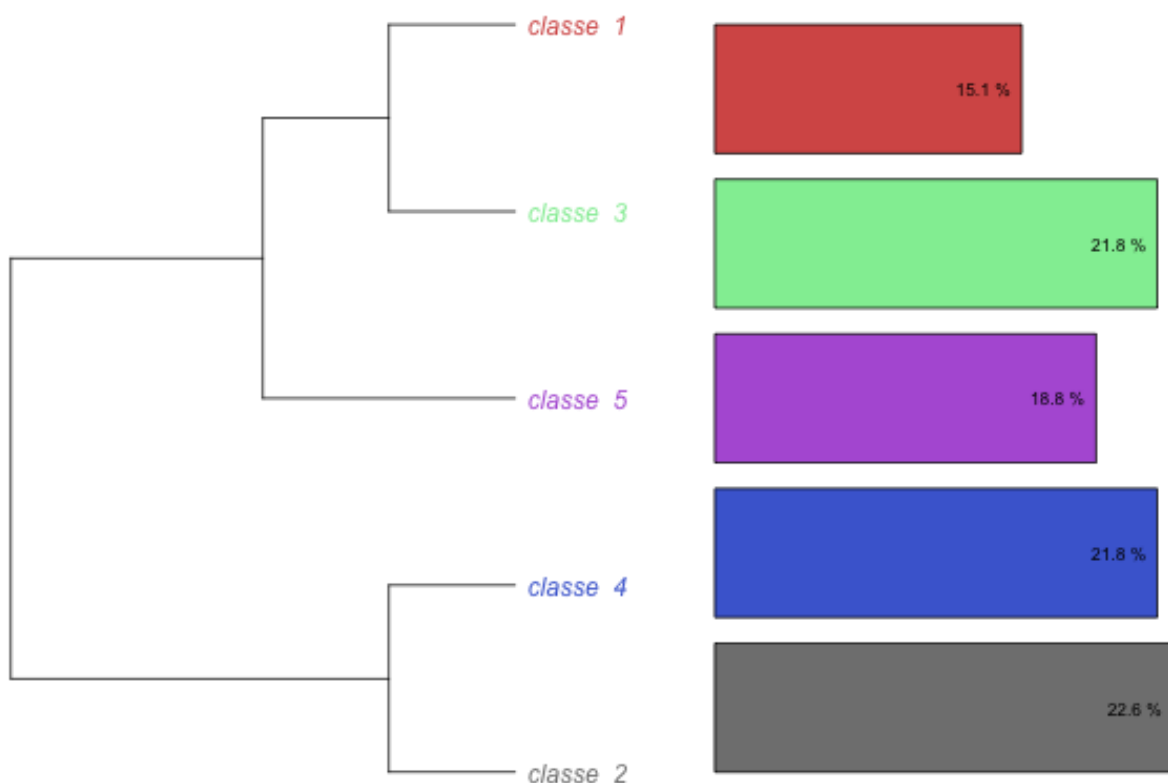 classe 1
15.1 %
classe 3
21.8 %
classe 5
18.8 %
classe 4
21.8 %
22.6 %
classe 2